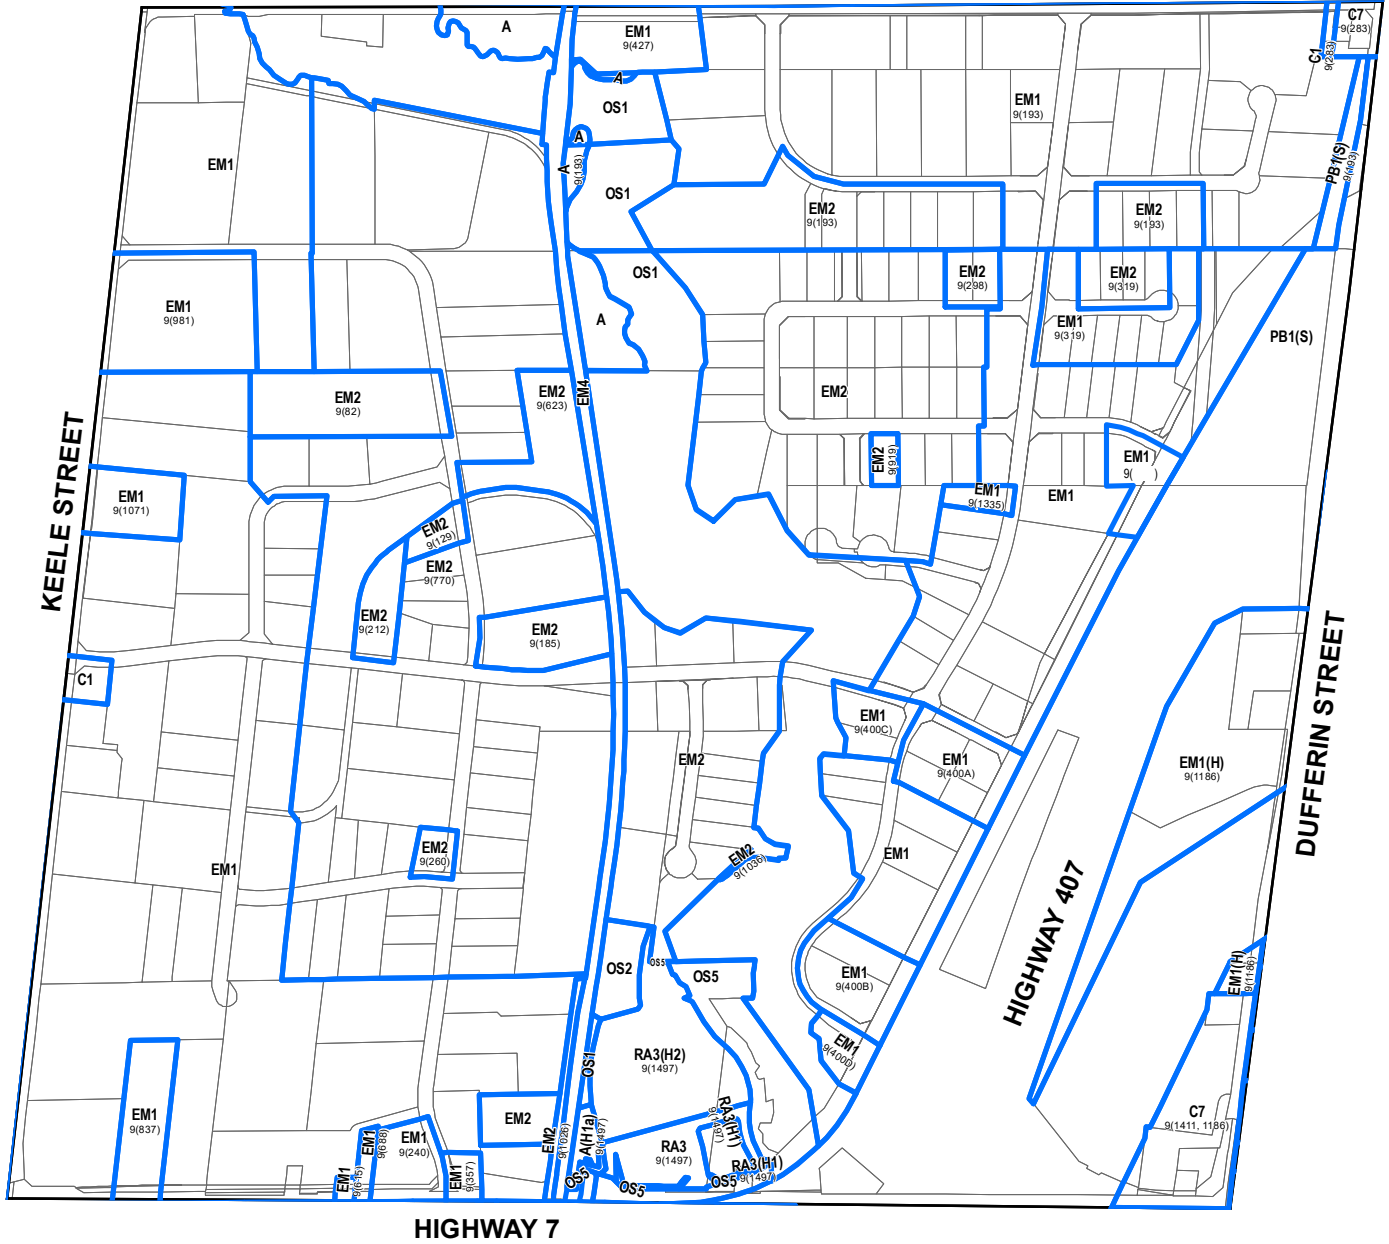 A
EM1
9(427)
C7
9(283)
C1
9(283)
A
OS1
EM1
9(193)
A
A
9(193)
EM1
OS1
PB1(S)
9(193)
EM2
9(193)
EM2
9(193)
OS1
EM2
9(298)
EM2
9(319)
EM1
9(981)
A
EM1
9(319)
PB1(S)
EM2
9(82)
EM2
9(623)
EM4
EM2
KEELE STREET
EM2
9(919)
EM1
9( )
EM1
9(1071)
EM1
9(1335)
EM1
EM2
9(129)
EM2
9(770)
EM2
9(212)
EM2
9(185)
C1
DUFFERIN STREET
EM1
9(400C)
EM2
EM1
9(400A)
EM1(H)
9(1186)
EM2
9(260)
EM2
9(1036)
EM1
EM1
HIGHWAY 407
OS2
OS5
OS5
EM1
9(400B)
EM1(H)
9(1186)
EM1
9(400D)
OS1
RA3(H2)
9(1497)
EM1
9(837)
EM1
9(688)
EM1
9(240)
EM2
EM2
9(1026)
A(H1a)
9(1497)
RA3
9(1497)
RA3(H1)
9(1497)
RA3(H1)
9(1497)
C7
9(1411, 1186)
EM1
9(615)
EM1
9(357)
OS5
OS5
OS5
HIGHWAY 7